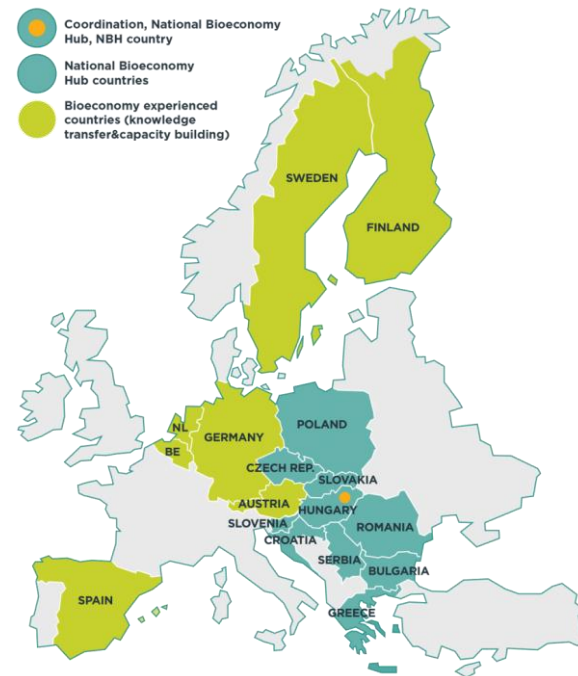 Coordination, National Bioeconomy
Hub, NBH country
National Bioeconomy
Hub countries
Bioeconomy experienced
countries (knowledge
transfer&capacity building)
SWEDEN
FINLAND
NL
BE
GERMANY
POLAND
CZECH REP.
SLOVAKIA
AUSTRIA
HUNGARY
SLOVENIA
CROATIA
ROMANIA
SERBIA
BULGARIA
SPAIN
GREECE